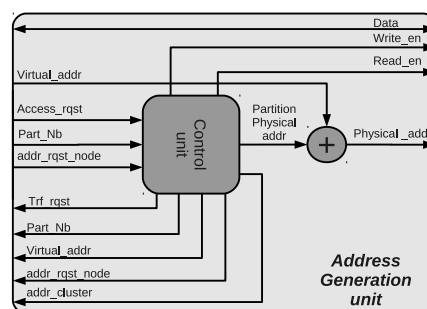 Data
Write_en
Read_en
Virtual_addr
Access_rqst
Part_Nb
addr_rqst_node
Control
unit
Partition
Physical
addr
+
Physical_add
Trf_rqst
Part_Nb
Virtual_addr
addr_rqst_node
addr_cluster
Address
Generation
unit